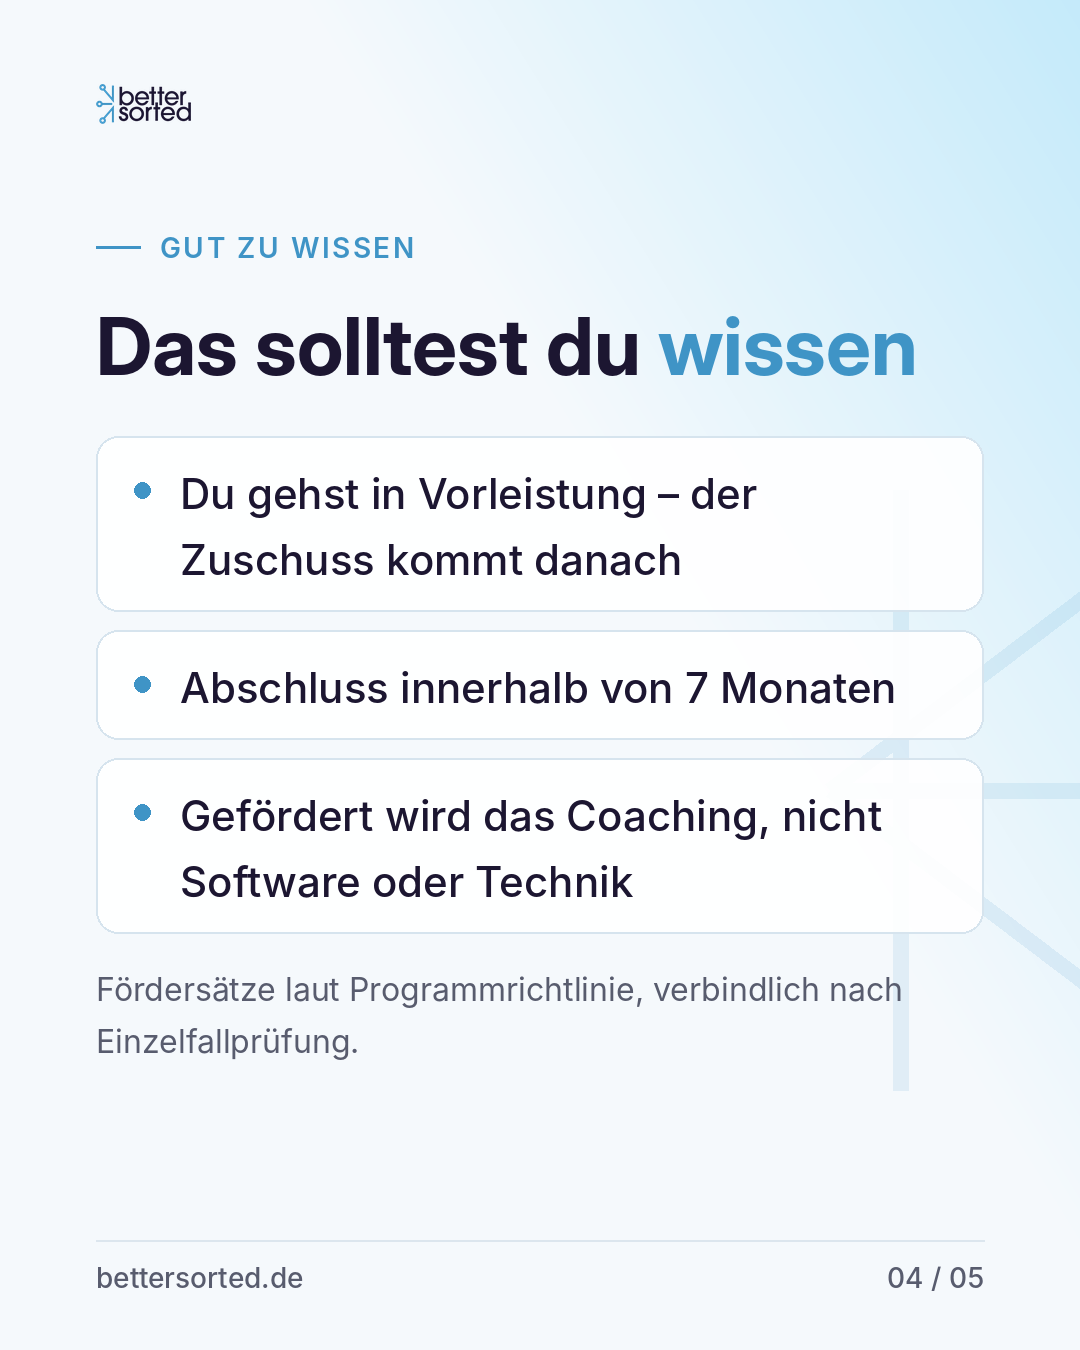 better
sorted
GUT ZU WISSEN
Das solltest du wissen
Du gehst in Vorleistung – der
Zuschuss kommt danach
Abschluss innerhalb von 7 Monaten
Gefördert wird das Coaching, nicht
Software oder Technik
Fördersätze laut Programmrichtlinie, verbindlich nach
Einzelfallprüfung.
bettersorted.de
04 / 05